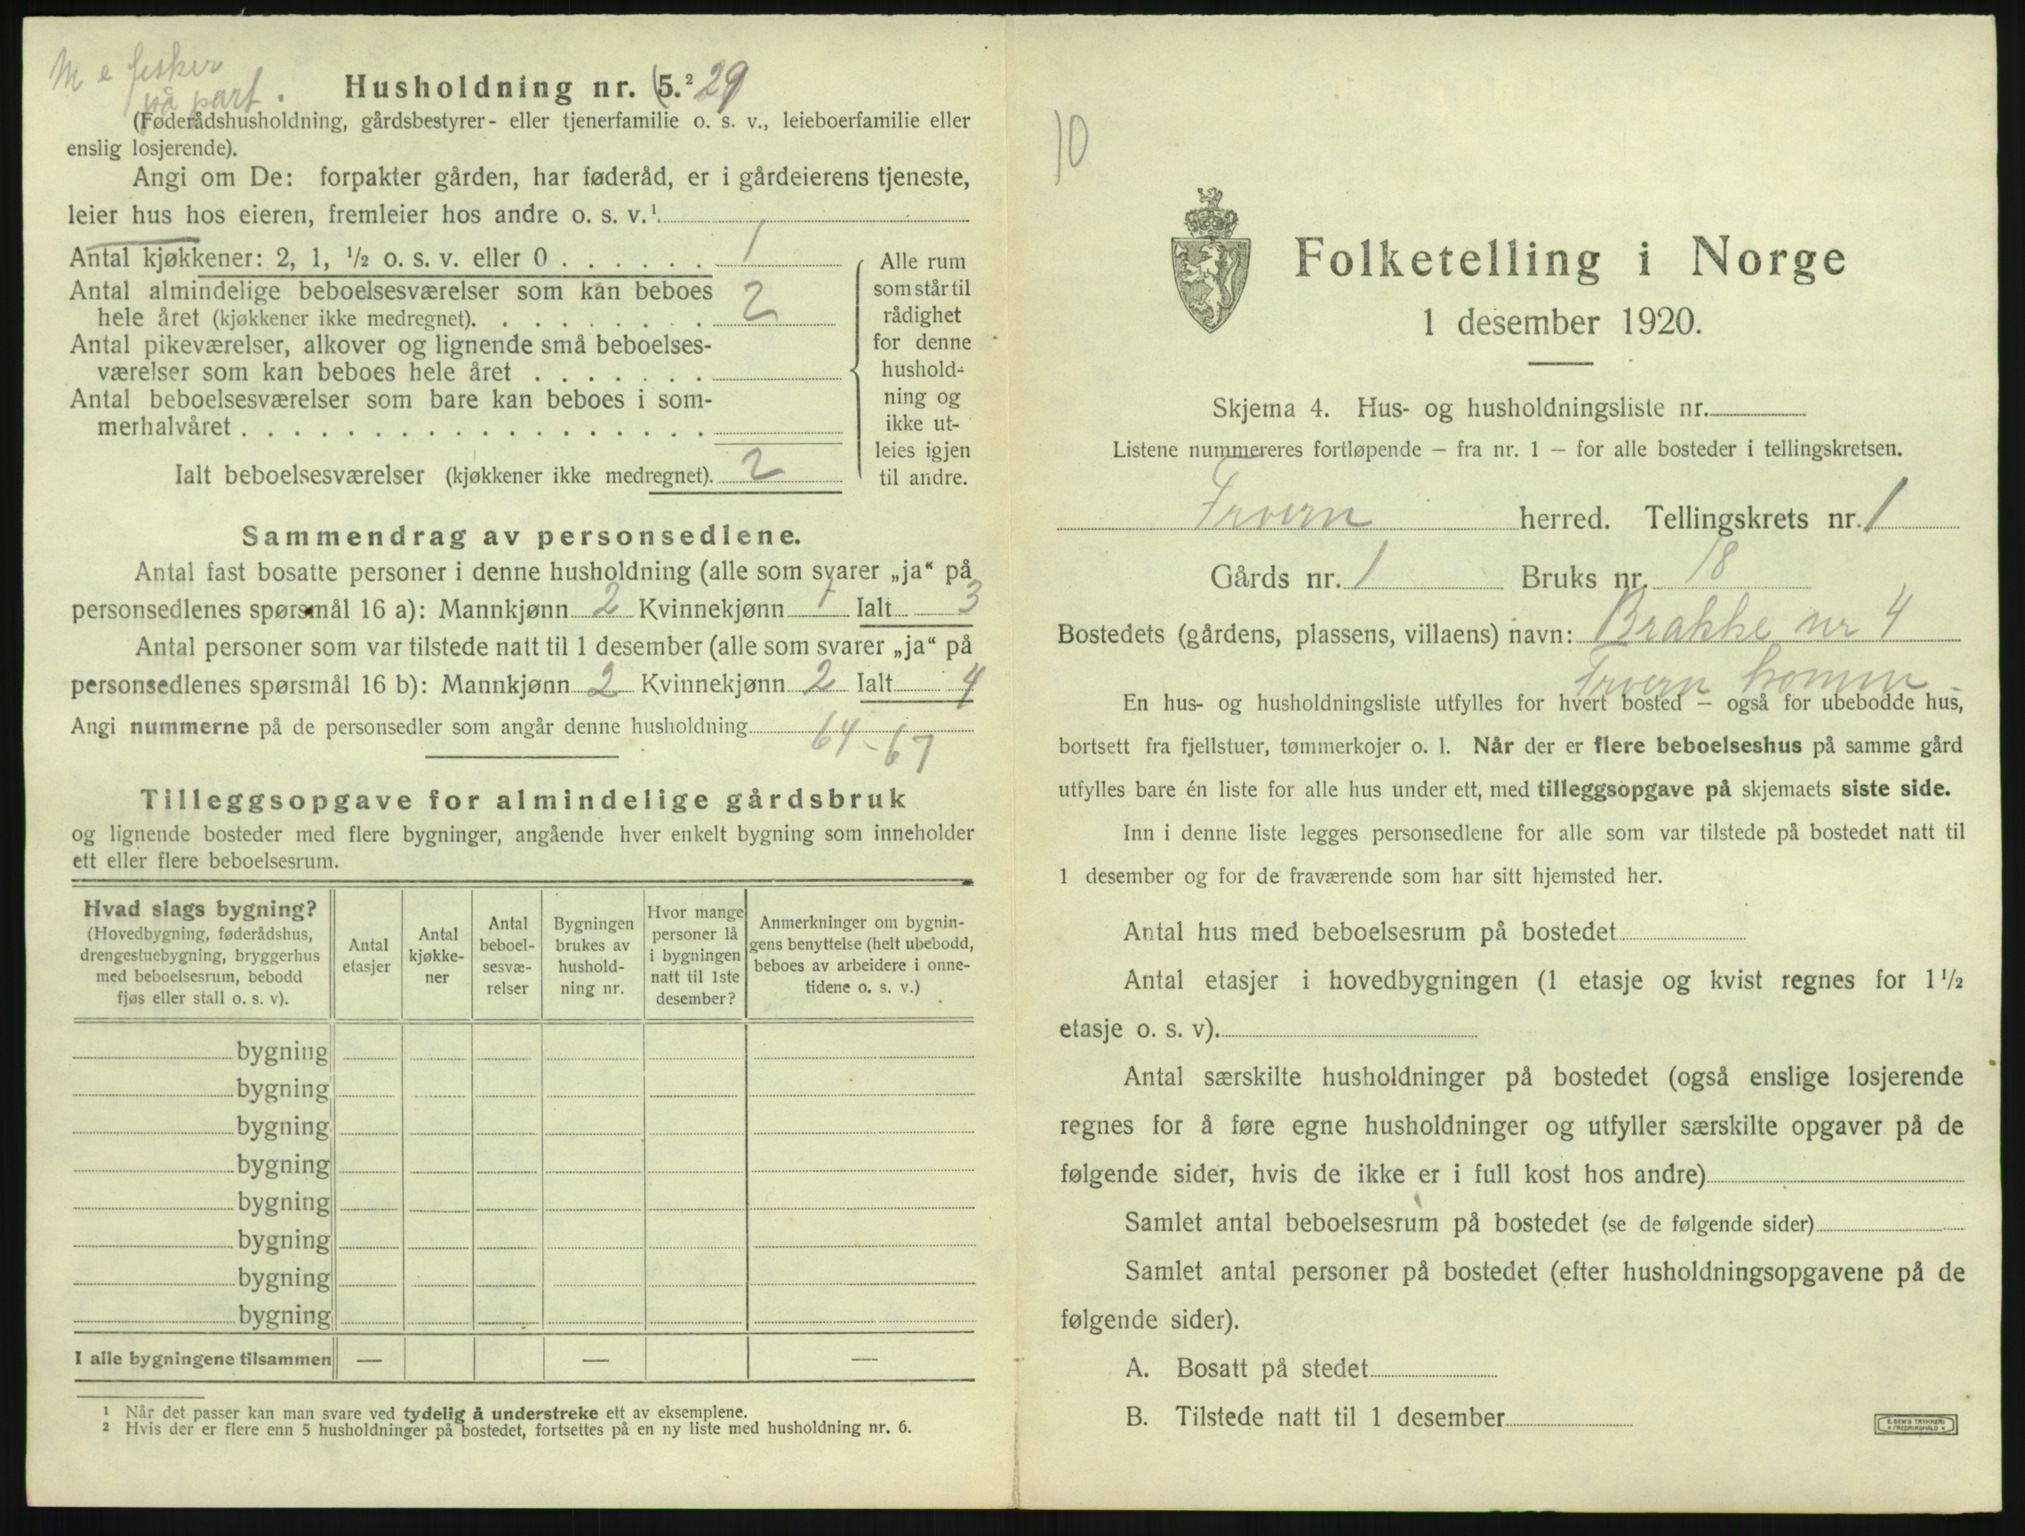 M e fisker
på part.
Husholdning nr. (5.² 29
(Føderådshusholdning, gårdsbestyrer- eller tjenerfamilie o. s. v., leieboerfamilie eller
enslig losjerende).
Angi om De: forpakter gården, har føderåd, er i gårdeierens tjeneste,
leier hus hos eieren, fremleier hos andre o. s. v.¹
Antal kjøkkener: 2, 1, ½ o. s. v. eller 0 . . . . . . 1
Antal almindelige beboelsesværelser som kan beboes
hele året (kjøkkener ikke medregnet). . . . . . . . . 2
Antal pikeværelser, alkover og lignende små beboelses-
værelser som kan beboes hele året . . . . . . .
Antal beboelsesværelser som bare kan beboes i som-
merhalvåret . . . . . . . . . . . . . . . . . .
Ialt beboelsesværelser (kjøkkener ikke medregnet). 2
Alle rum
som står til
rådighet
for denne
hushold-
ning og
ikke ut-
leies igjen
til andre.
Sammendrag av personsedlene.
Antal fast bosatte personer i denne husholdning (alle som svarer „ja“ på
personsedlenes spørsmål 16 a): Mannkjønn 2 Kvinnekjønn 1 Ialt 3
Antal personer som var tilstede natt til 1 desember (alle som svarer „ja“ på
personsedlenes spørsmål 16 b): Mannkjønn 2 Kvinnekjønn 2 Ialt 4
Angi nummerne på de personsedler som angår denne husholdning 64-67
Tilleggsopgave for almindelige gårdsbruk
og lignende bosteder med flere bygninger, angående hver enkelt bygning som inneholder
ett eller flere beboelsesrum.
Hvad slags bygning?
(Hovedbygning, føderådshus,
drengestuebygning, bryggerhus
med beboelsesrum, bebodd
fjøs eller stall o. s. v).
Antal
etasjer
Antal
kjøkke-
ner
Antal
beboel-
sesvæ-
relser
Bygningen
brukes av
hushold-
ning nr.
Hvor mange
personer lå
i bygningen
natt til 1ste
desember?
Anmerkninger om bygnin-
gens benyttelse (helt ubebodd,
beboes av arbeidere i onne-
tidene o. s. v.)
bygning
bygning
bygning
bygning
bygning
bygning
bygning
bygning
I alle bygningene tilsammen — — —
¹ Når det passer kan man svare ved tydelig å understreke ett av eksemplene.
² Hvis der er flere enn 5 husholdninger på bostedet, fortsettes på en ny liste med husholdning nr. 6.
10
Folketelling i Norge
1 desember 1920.
Skjema 4. Hus- og husholdningsliste nr.
Listene nummereres fortløpende – fra nr. 1 – for alle bosteder i tellingskretsen.
Trvern herred. Tellingskrets nr. 1
Gårds nr. 1 Bruks nr. 18
Bostedets (gårdens, plassens, villaens) navn: Brakke nr 4
Trvern
En hus- og husholdningsliste utfylles for hvert bosted – også for ubebodde hus,
bortsett fra fjellstuer, tømmerkojer o. l. Når der er flere beboelseshus på samme gård
utfylles bare én liste for alle hus under ett, med tilleggsopgave på skjemaets siste side.
Inn i denne liste legges personsedlene for alle som var tilstede på bostedet natt til
1 desember og for de fraværende som har sitt hjemsted her.
Antal hus med beboelsesrum på bostedet
Antal etasjer i hovedbygningen (1 etasje og kvist regnes for 1½
etasje o. s. v).
Antal særskilte husholdninger på bostedet (også enslige losjerende
regnes for å føre egne husholdninger og utfyller særskilte opgaver på de
følgende sider, hvis de ikke er i full kost hos andre)
Samlet antal beboelsesrum på bostedet (se de følgende sider)
Samlet antal personer på bostedet (efter husholdningsopgavene på de
følgende sider).
A. Bosatt på stedet
B. Tilstede natt til 1 desember
E. SEM'S TRYKKERI
FREDRIKSHALD